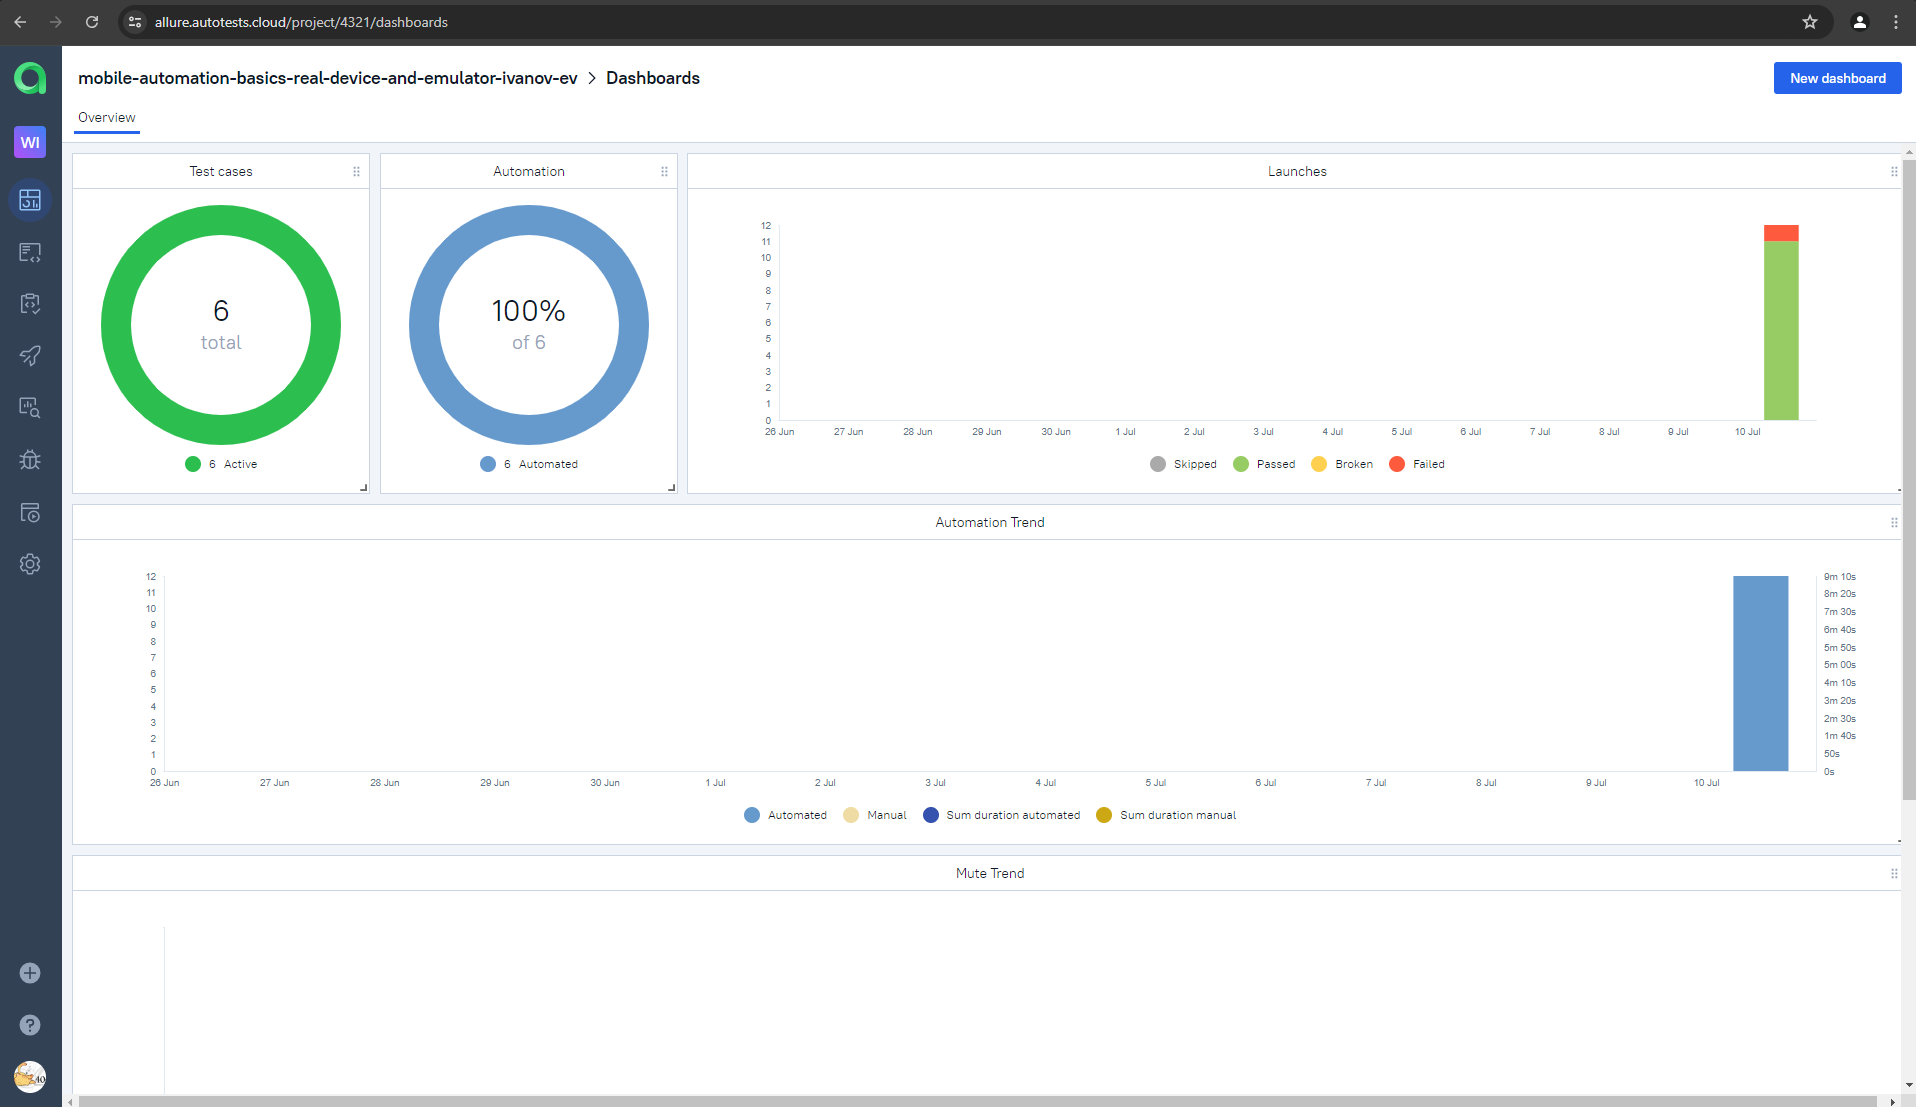 allure.autotests.cloud/project/4321/dashboards
WI
mobile-automation-basics-real-device-and-emulator-ivanov-ev > Dashboards
New dashboard
Overview
Test cases
6
total
6 Active
Automation
100%
of 6
6 Automated
Launches
12
11
10
9
8
7
6
5
4
3
2
1
0
26 Jun 27 Jun 28 Jun 29 Jun 30 Jun 1 Jul 2 Jul 3 Jul 4 Jul 5 Jul 6 Jul 7 Jul 8 Jul 9 Jul 10 Jul
Skipped Passed Broken Failed
Automation Trend
12
11
10
9
8
7
6
5
4
3
2
1
0
9m 10s
8m 20s
7m 30s
6m 40s
5m 50s
5m 00s
4m 10s
3m 20s
2m 30s
1m 40s
50s
0s
26 Jun 27 Jun 28 Jun 29 Jun 30 Jun 1 Jul 2 Jul 3 Jul 4 Jul 5 Jul 6 Jul 7 Jul 8 Jul 9 Jul 10 Jul
Automated Manual Sum duration automated Sum duration manual
Mute Trend